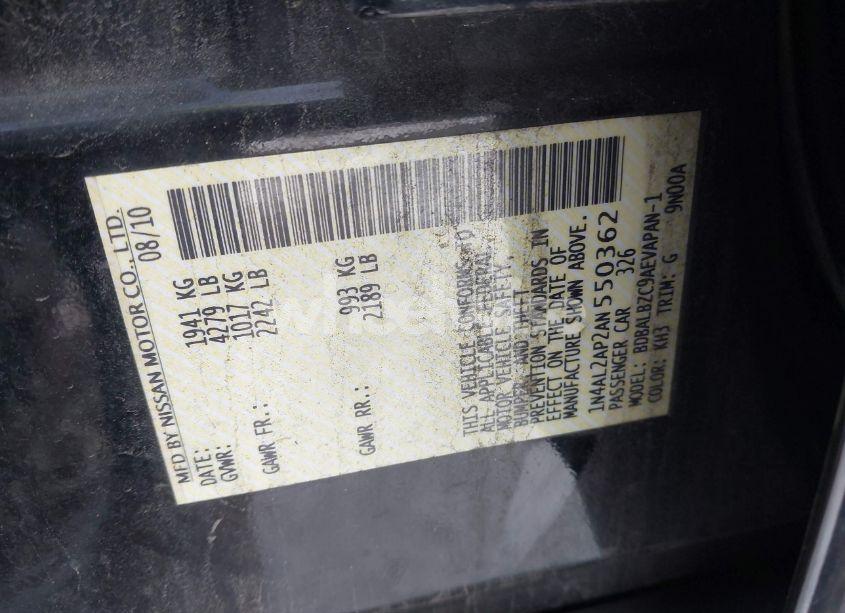 MFD BY NISSAN MOTOR CO., LTD.
DATE: 08/10
GVWR: 1941 KG
4279 LB
GAWR FR.: 1017 KG
2242 LB
GAWR RR.: 993 KG
2189 LB
THIS VEHICLE CONFORMS TO
ALL APPLICABLE FEDERAL
MOTOR VEHICLE SAFETY,
BUMPER, AND THEFT
PREVENTION STANDARDS IN
EFFECT ON THE DATE OF
MANUFACTURE SHOWN ABOVE.
1N4AL2AP2AN550362
PASSENGER CAR 326
MODEL: BDBALBZC9AEVAPAN-1
COLOR: KH3 TRIM: G 9N00A